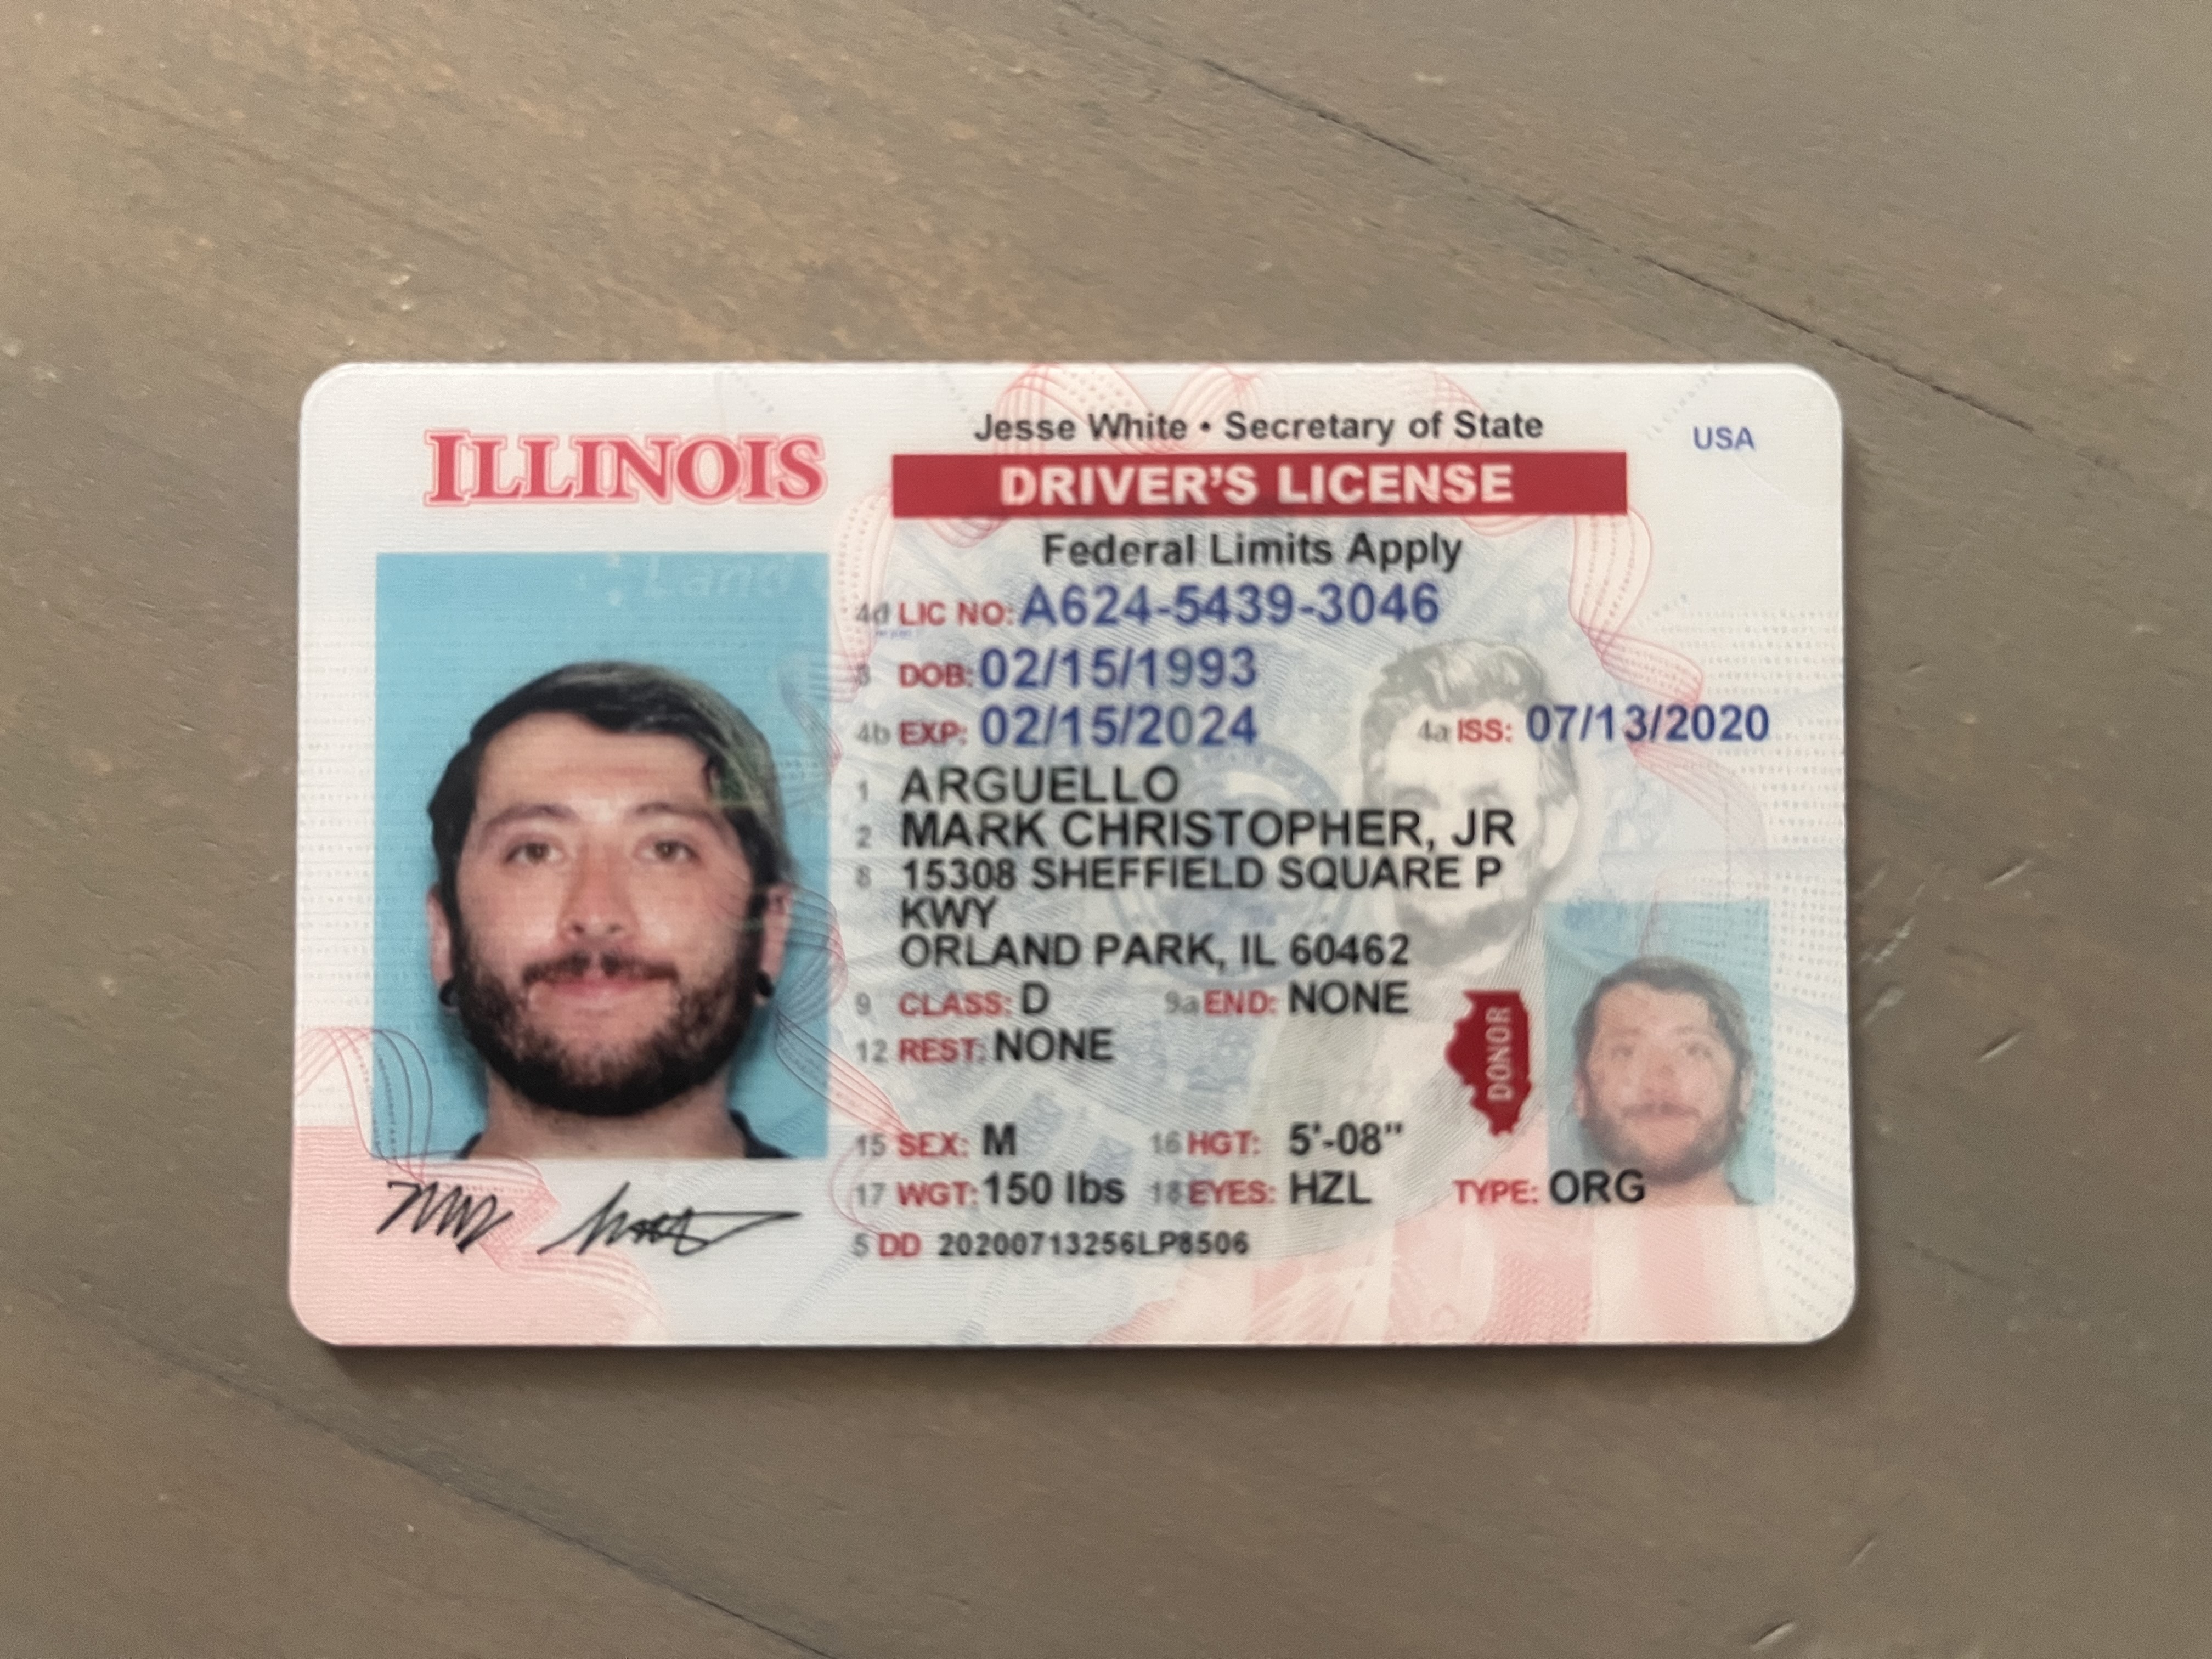 Jesse White • Secretary of State
USA
ILLINOIS
DRIVER'S LICENSE
Federal Limits Apply
4d LIC NO: A624-5439-3046
3 DOB: 02/15/1993
4b EXP: 02/15/2024 4a ISS: 07/13/2020
1 ARGUELLO
2 MARK CHRISTOPHER, JR
8 15308 SHEFFIELD SQUARE P
KWY
ORLAND PARK, IL 60462
9 CLASS: D 9a END: NONE
12 REST: NONE
DONOR
15 SEX: M 16 HGT: 5'-08"
17 WGT: 150 lbs 18 EYES: HZL TYPE: ORG
5 DD 20200713256LP8506
Land